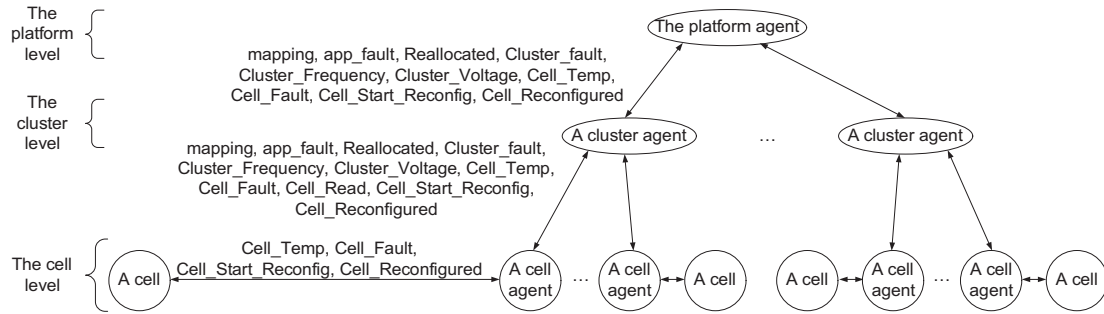 The
platform
level
The platform agent
mapping, app_fault, Reallocated, Cluster_fault,
Cluster_Frequency, Cluster_Voltage, Cell_Temp,
Cell_Fault, Cell_Start_Reconfig, Cell_Reconfigured
The
cluster
level
A cluster agent
...
A cluster agent
mapping, app_fault, Reallocated, Cluster_fault,
Cluster_Frequency, Cluster_Voltage, Cell_Temp,
Cell_Fault, Cell_Read, Cell_Start_Reconfig,
Cell_Reconfigured
The cell
level
A cell
Cell_Temp, Cell_Fault,
Cell_Start_Reconfig, Cell_Reconfigured
A cell
agent
...
A cell
agent
A cell
A cell
A cell
agent
...
A cell
agent
A cell